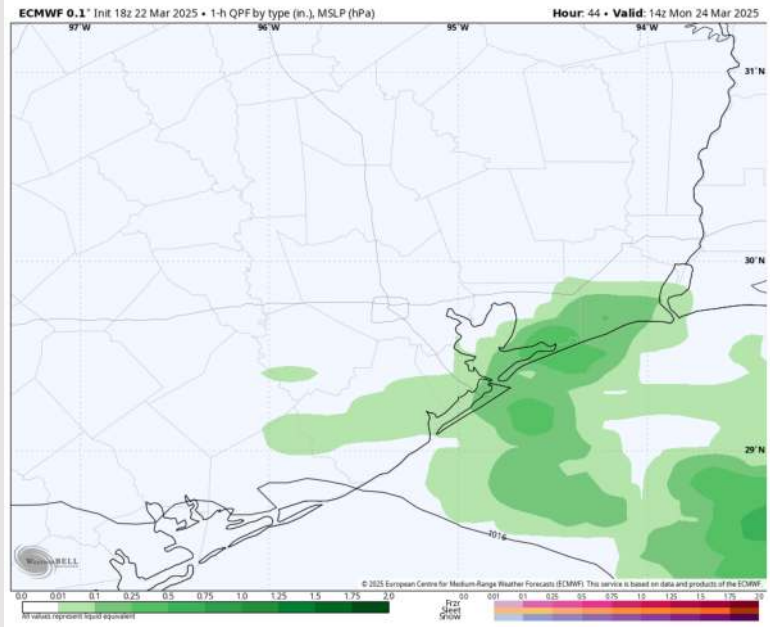 ECMWF 0.1° Init 18z 22 Mar 2025 • 1-h QPF by type (in.), MSLP (hPa)
Hour: 44 • Valid: 14z Mon 24 Mar 2025
97°W 96°W 95°W 94°W
31°N
30°N
29°N
1016
WeatherBELL
© 2025 European Centre for Medium-Range Weather Forecasts (ECMWF). This service is based on data and products of the ECMWF.
0.0 0.01 0.1 0.25 0.5 0.75 1.0 1.25 1.5 1.75 2.0
All values represent liquid equivalent
0.0 0.01 0.1 0.25 0.5 0.75 1.0 1.25 1.5 1.75 2.0
Frzr
Sleet
Snow